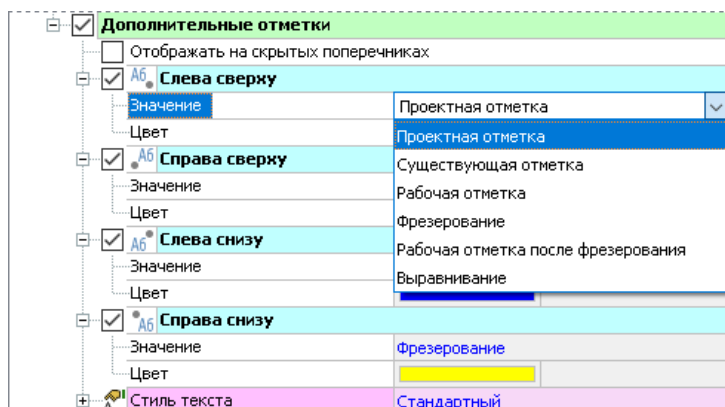 Дополнительные отметки
Отображать на скрытых поперечниках
Аб Слева сверху
Значение Проектная отметка
Цвет Проектная отметка
Существующая отметка
Аб Справа сверху
Значение Рабочая отметка
Цвет Фрезерование
Аб Слева снизу Рабочая отметка после фрезерования
Значение Выравнивание
Цвет
Аб Справа снизу
Значение Фрезерование
Цвет
Стиль текста Стандартный